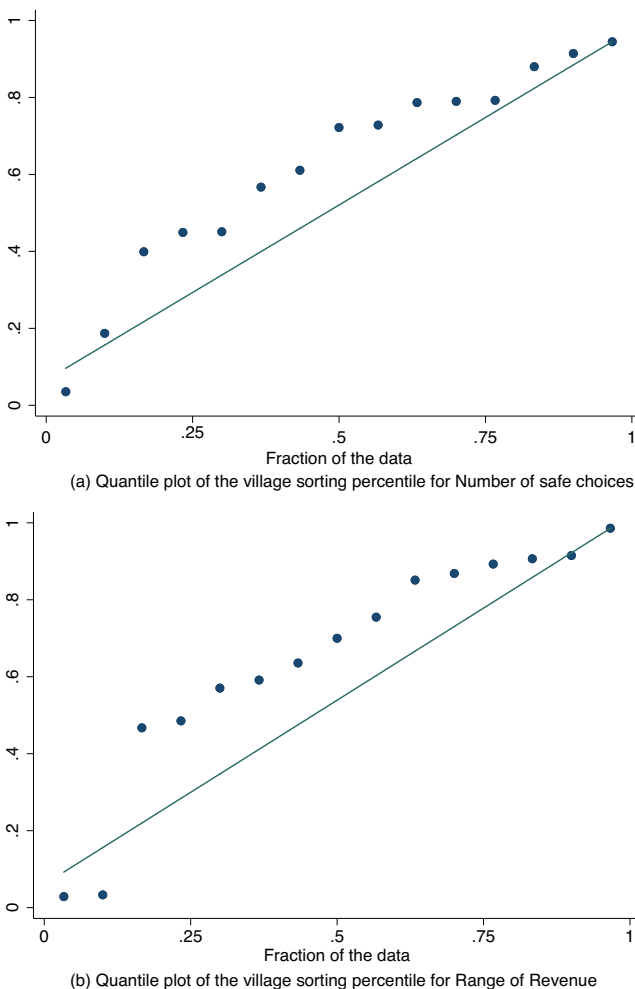 1
.8
.6
.4
.2
0
0 .25 .5 .75 1
Fraction of the data
(a) Quantile plot of the village sorting percentile for Number of safe choices
1
.8
.6
.4
.2
0
0 .25 .5 .75 1
Fraction of the data
(b) Quantile plot of the village sorting percentile for Range of Revenue